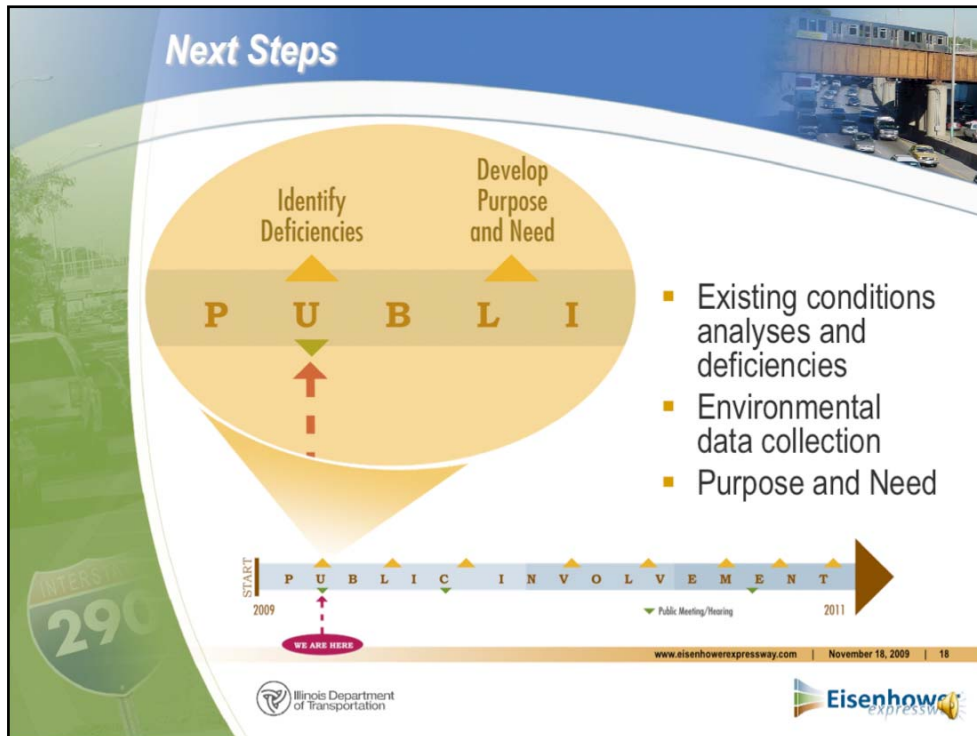 Next Steps
Identify
Deficiencies
Develop
Purpose
and Need
P U B L I
▪ Existing conditions
analyses and
deficiencies
▪ Environmental
data collection
▪ Purpose and Need
START
P U B L I C I N V O L V E M E N T
2009
2011
WE ARE HERE
Public Meeting/Hearing
INTERSTATE
290
www.eisenhowerexpressway.com | November 18, 2009 | 18
Illinois Department
of Transportation
Eisenhower
expressway